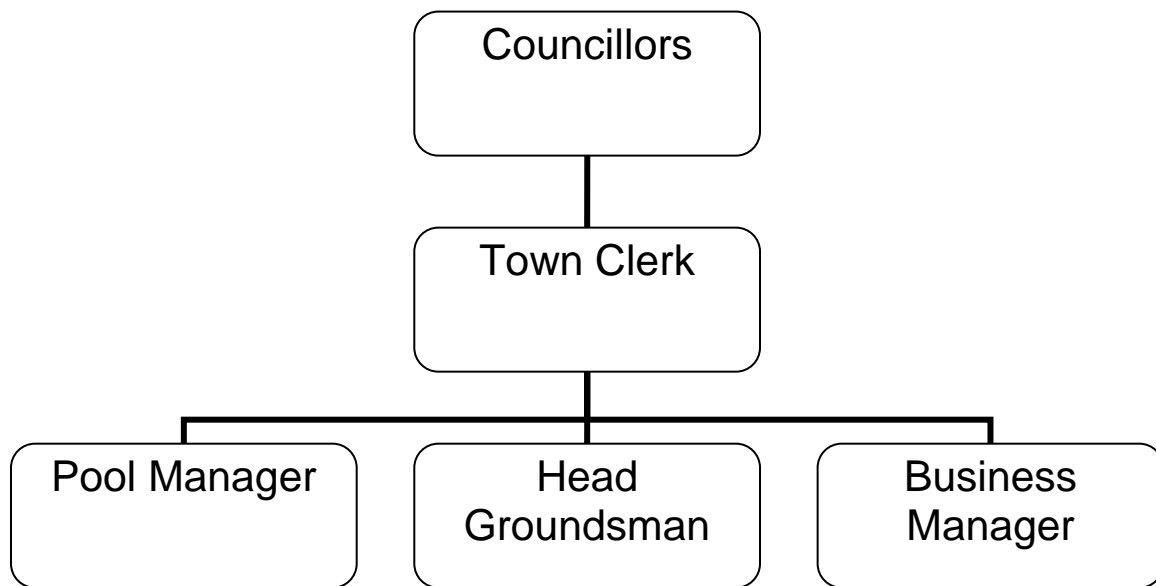 Councillors
Town Clerk
Pool Manager
Head
Groundsman
Business
Manager